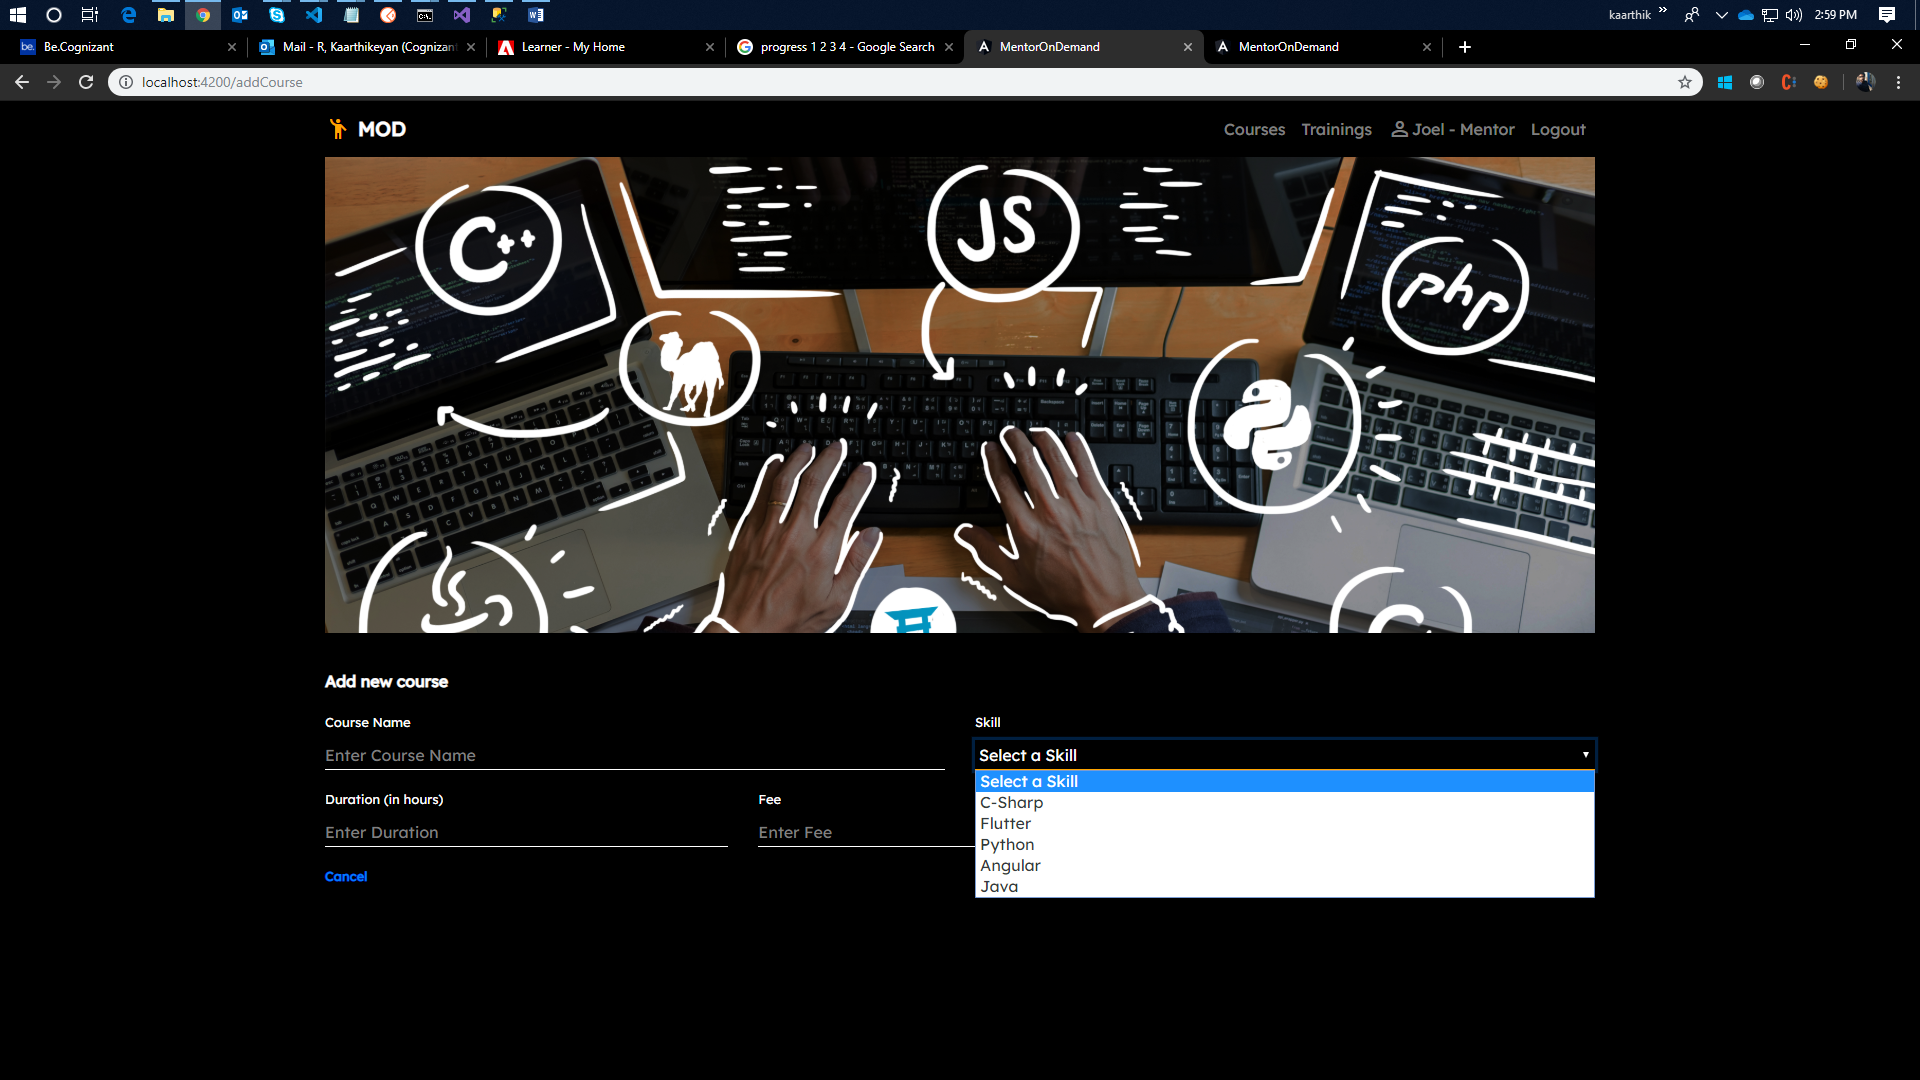 kaarthik
2:59 PM
Be.Cognizant
Mail - R, Kaarthikeyan (Cognizant
Learner - My Home
progress 1 2 3 4 - Google Search
MentorOnDemand
MentorOnDemand
localhost:4200/addCourse
MOD
Courses
Trainings
Joel - Mentor
Logout
C++
JS
php
Add new course
Course Name
Skill
Enter Course Name
Select a Skill
Select a Skill
C-Sharp
Flutter
Python
Angular
Java
Duration (in hours)
Fee
Enter Duration
Enter Fee
Cancel